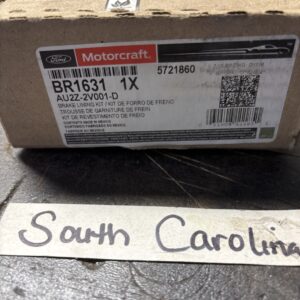 Ford Motorcraft
5721860
BR1631 1X
AU2Z-2V001-D
BRAKE LINING KIT / KIT DE FORRO DE FRENO
TROUSSE DE GARNITURE DE FREIN
KIT DE REVESTIMENTO DE FREIO
South Carolina